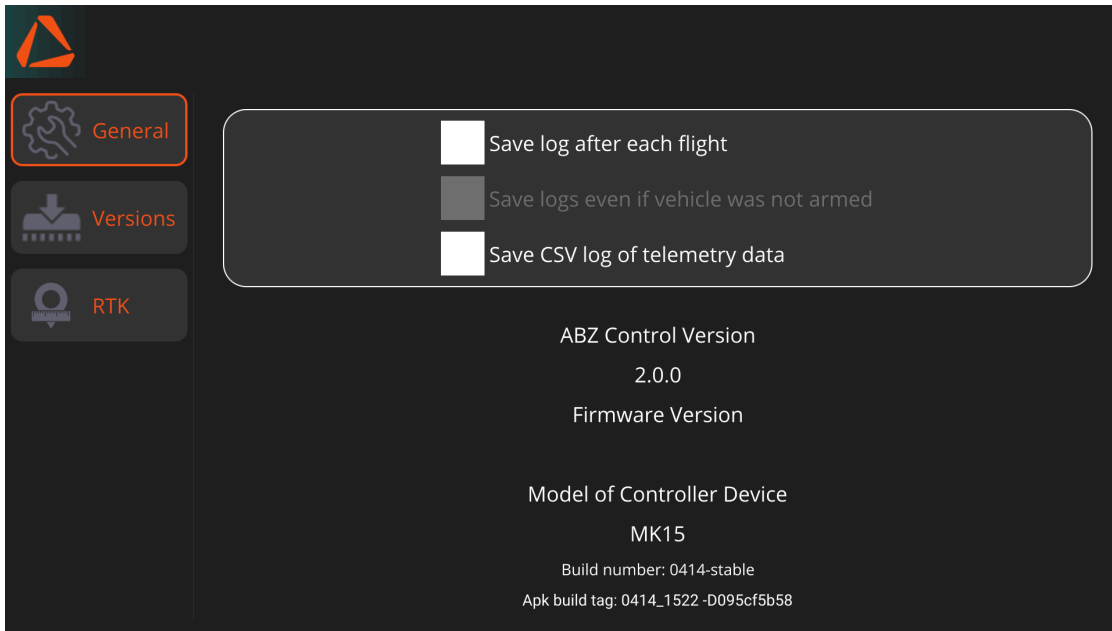 General
Versions
RTK
Save log after each flight
Save logs even if vehicle was not armed
Save CSV log of telemetry data
ABZ Control Version
2.0.0
Firmware Version
Model of Controller Device
MK15
Build number: 0414-stable
Apk build tag: 0414_1522 -D095cf5b58